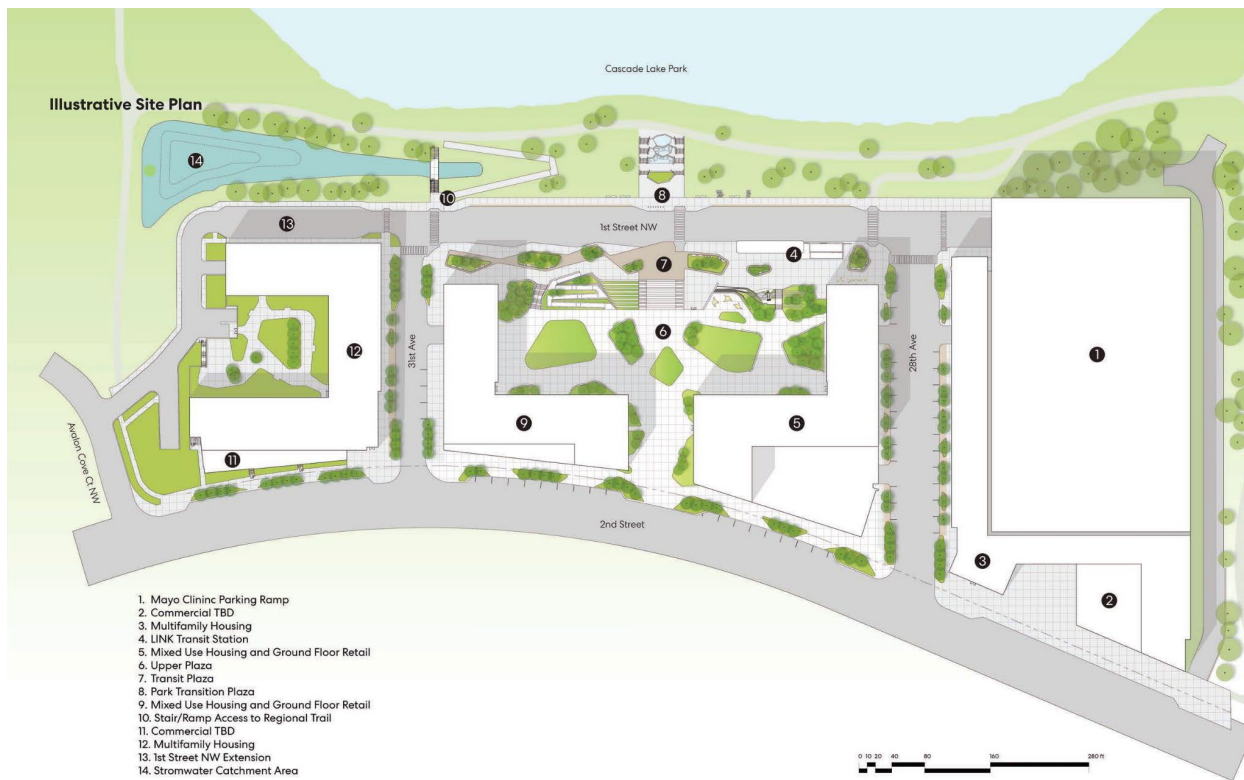 Cascade Lake Park
Illustrative Site Plan
14
10
8
13
1st Street NW
4
7
6
12
31st Ave
28th Ave
1
9
5
11
Avalon Cove Ct NW
2nd Street
3
2
1. Mayo Clininc Parking Ramp
2. Commercial TBD
3. Multifamily Housing
4. LINK Transit Station
5. Mixed Use Housing and Ground Floor Retail
6. Upper Plaza
7. Transit Plaza
8. Park Transition Plaza
9. Mixed Use Housing and Ground Floor Retail
10. Stair/Ramp Access to Regional Trail
11. Commercial TBD
12. Multifamily Housing
13. 1st Street NW Extension
14. Stromwater Catchment Area
0 10 20 40 80 160 280 ft